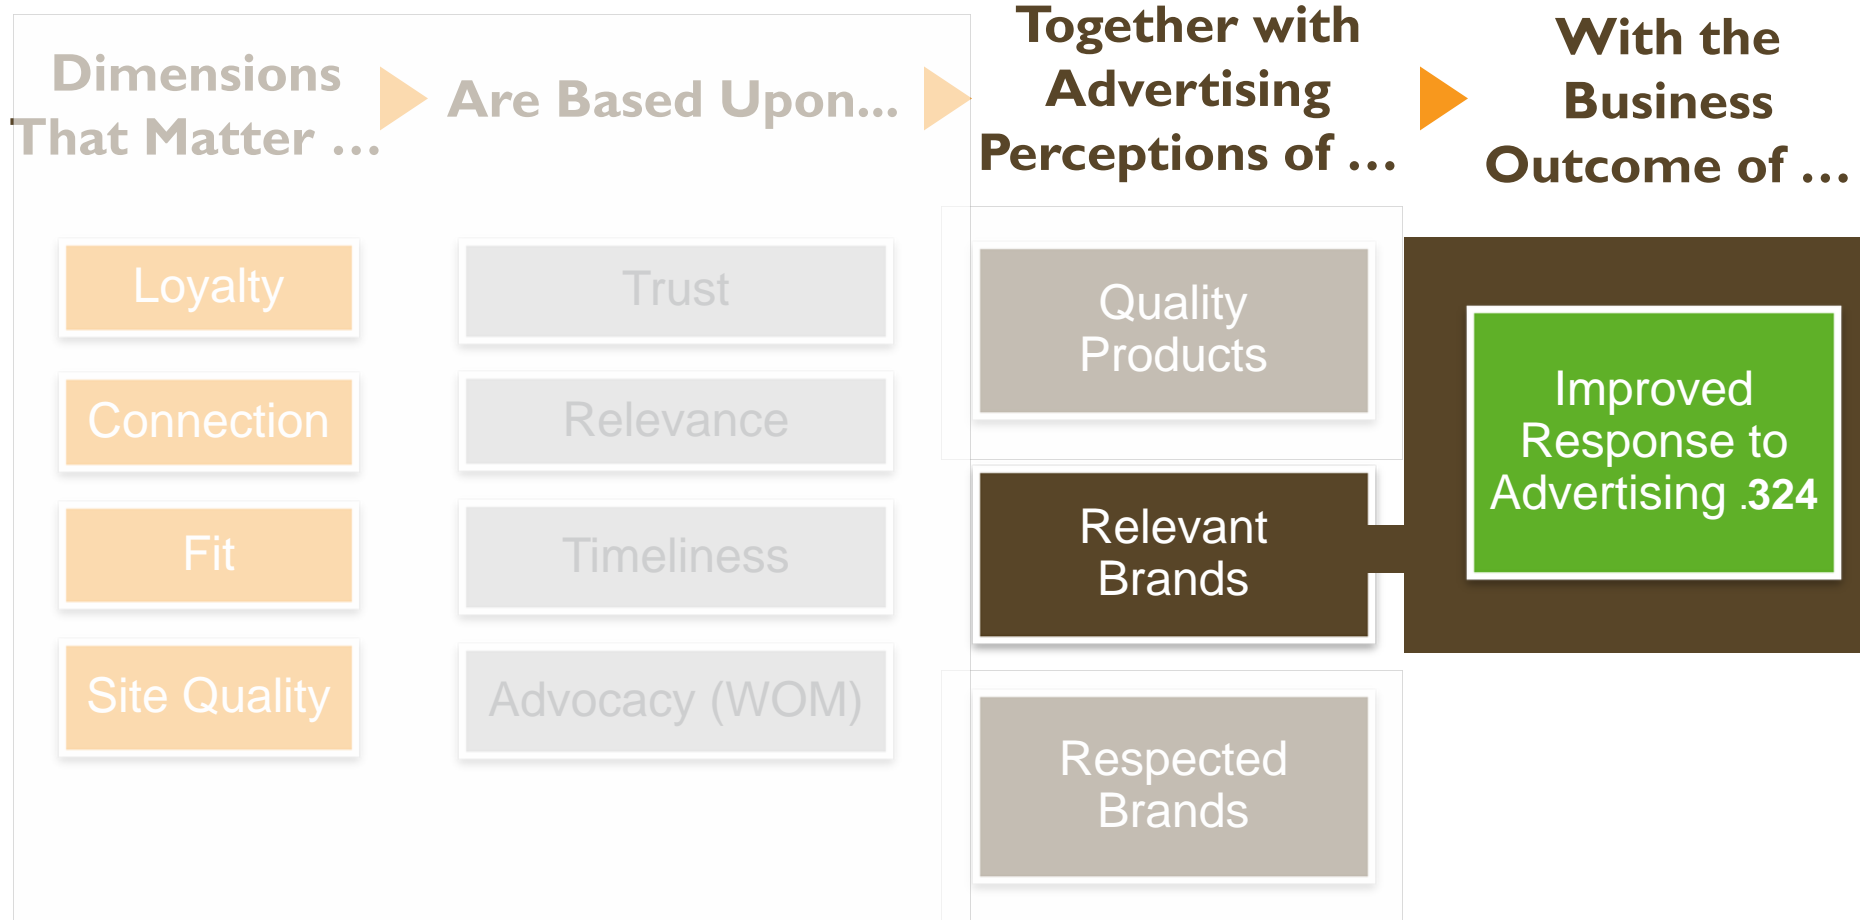 Dimensions
That Matter …
Are Based Upon...
Together with
Advertising
Perceptions of …
With the
Business
Outcome of …
Loyalty
Connection
Fit
Site Quality
Trust
Relevance
Timeliness
Advocacy (WOM)
Quality
Products
Relevant
Brands
Respected
Brands
Improved
Response to
Advertising .324